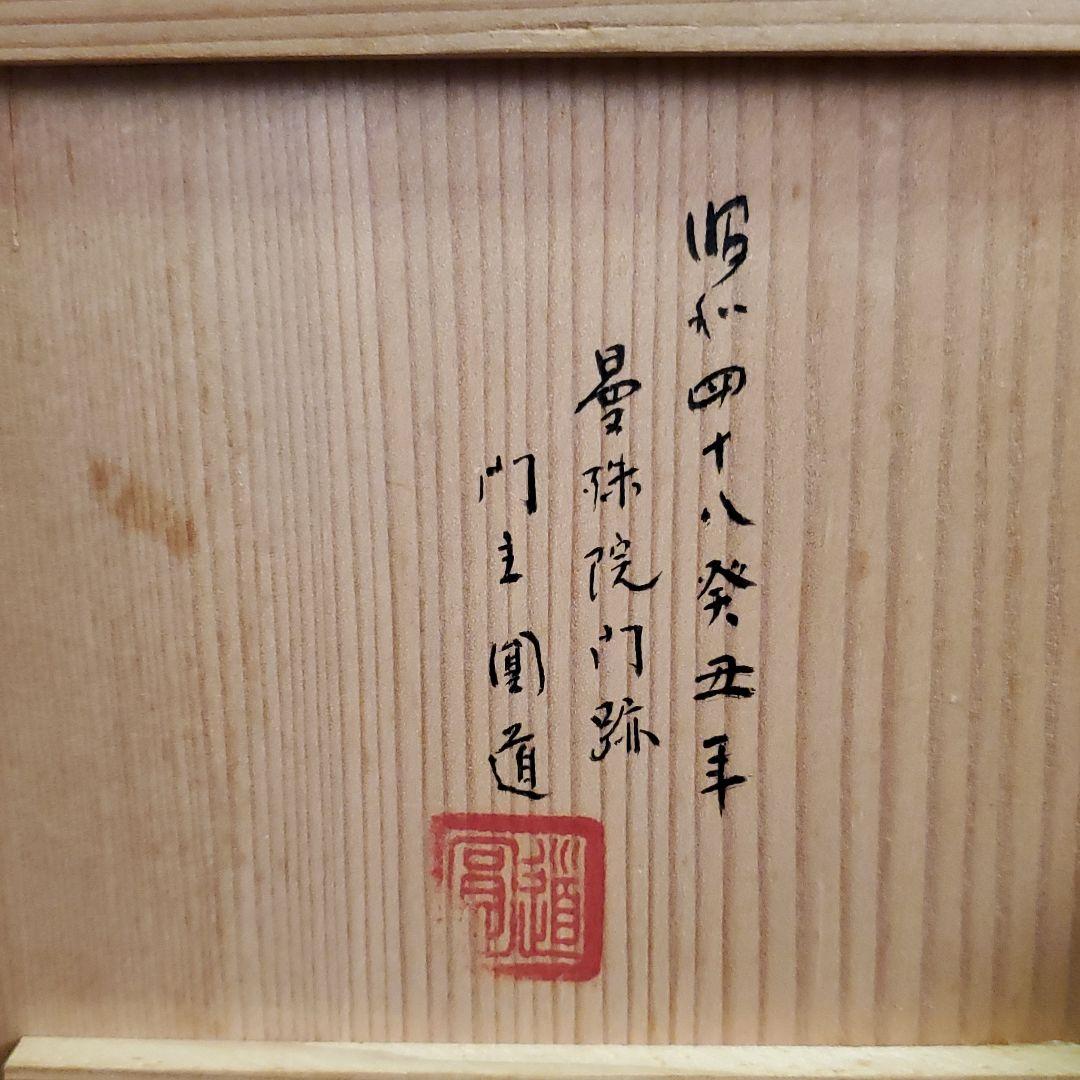 昭和四十八癸丑年
曼殊院門跡
門主圓道